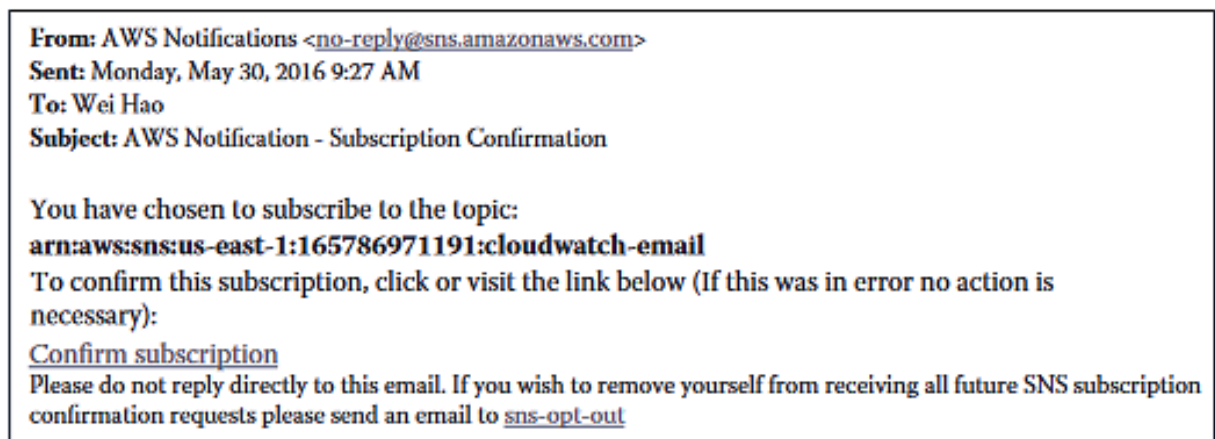 From: AWS Notifications <no-reply@sns.amazonaws.com>
Sent: Monday, May 30, 2016 9:27 AM
To: Wei Hao
Subject: AWS Notification - Subscription Confirmation
You have chosen to subscribe to the topic:
arn:aws:sns:us-east-1:165786971191:cloudwatch-email
To confirm this subscription, click or visit the link below (If this was in error no action is
necessary):
Confirm subscription
Please do not reply directly to this email. If you wish to remove yourself from receiving all future SNS subscription
confirmation requests please send an email to sns-opt-out